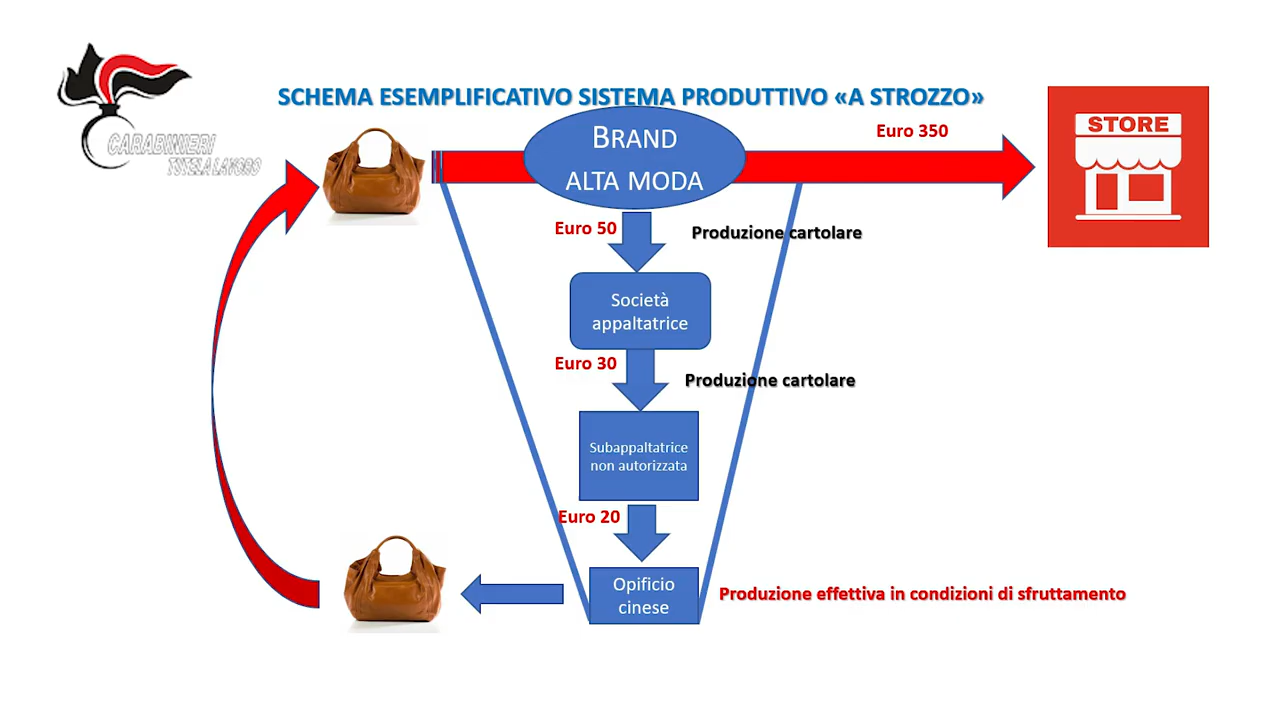 SCHEMA ESEMPLIFICATIVO SISTEMA PRODUTTIVO «A STROZZO»
CARABINIERI
TUTELA LAVORO
BRAND
ALTA MODA
Euro 350
STORE
Euro 50
Produzione cartolare
Società
appaltatrice
Euro 30
Produzione cartolare
Subappaltatrice
non autorizzata
Euro 20
Opificio
cinese
Produzione effettiva in condizioni di sfruttamento